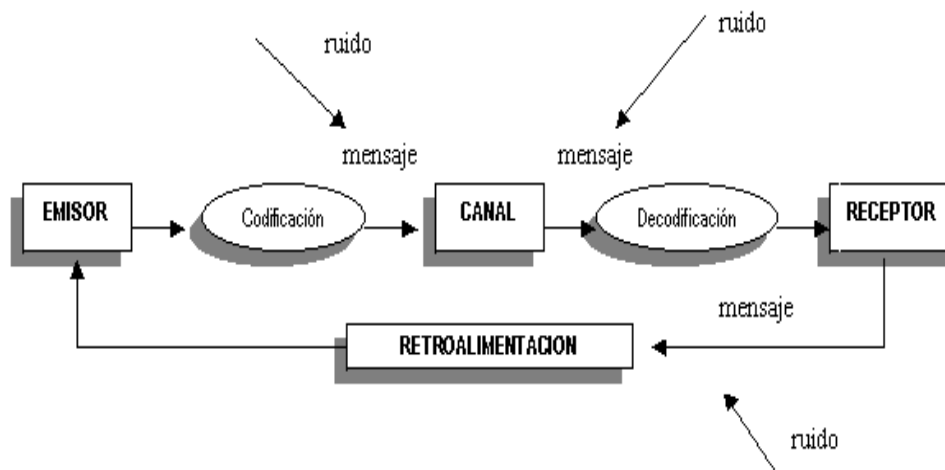 ruido
ruido
mensaje
mensaje
EMISOR
Codificación
CANAL
Decodificación
RECEPTOR
mensaje
RETROALIMENTACION
ruido